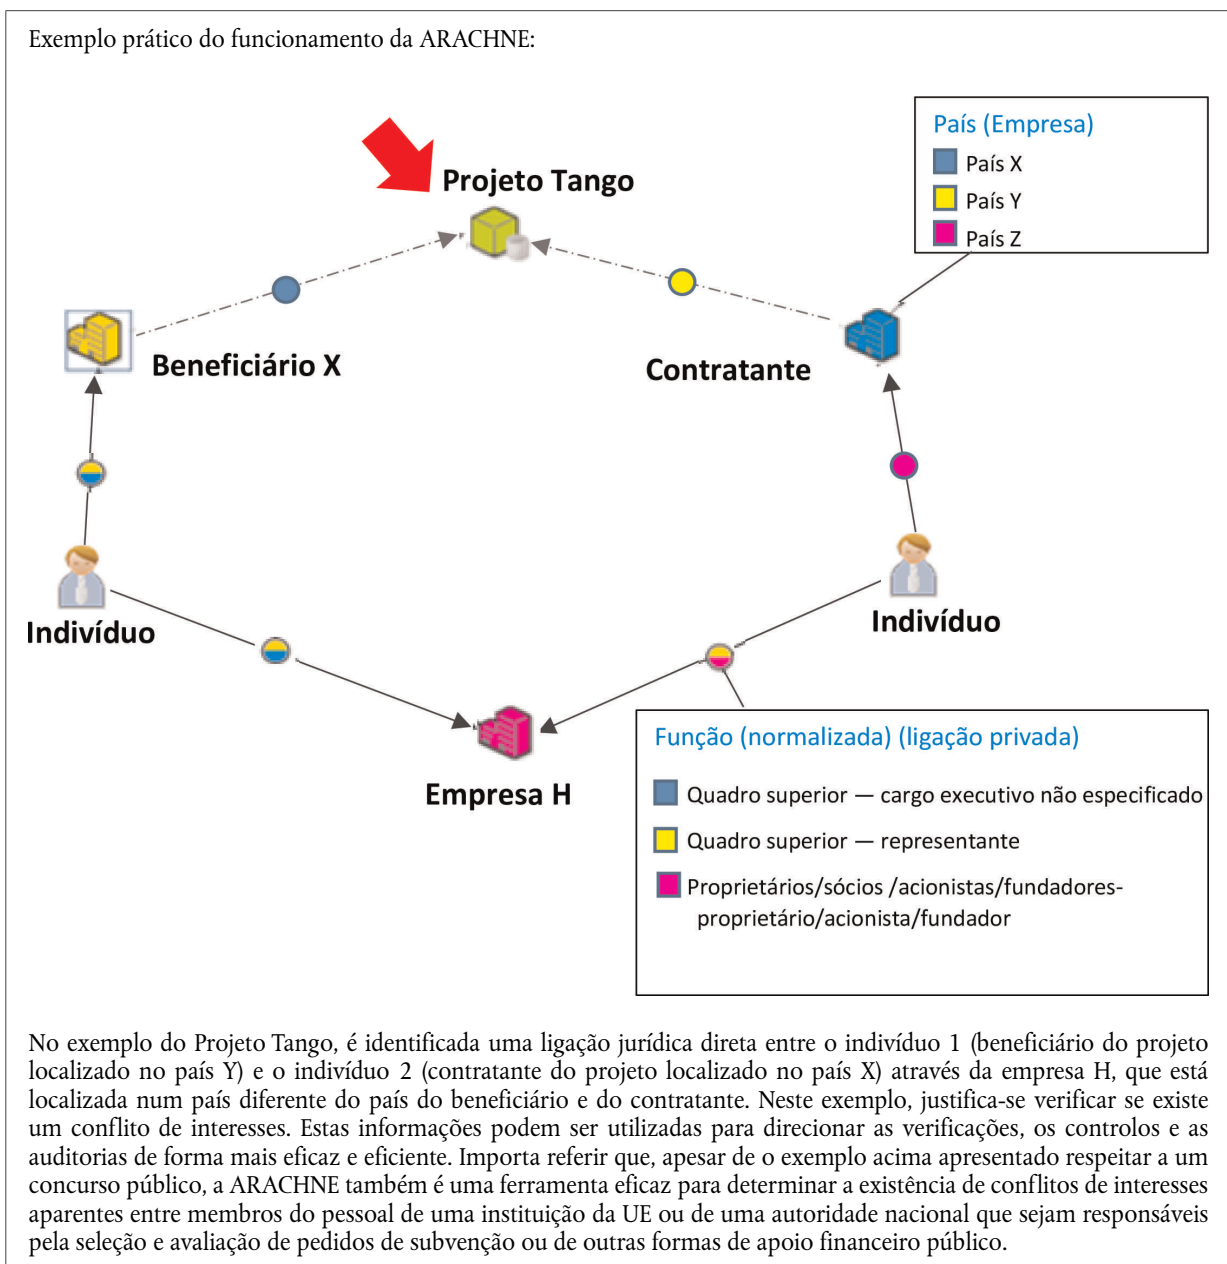 Exemplo prático do funcionamento da ARACHNE:
País (Empresa)
País X
País Y
País Z
Projeto Tango
Beneficiário X
Contratante
Indivíduo
Indivíduo
Empresa H
Função (normalizada) (ligação privada)
Quadro superior — cargo executivo não especificado
Quadro superior — representante
Proprietários/sócios /acionistas/fundadores-
proprietário/acionista/fundador
No exemplo do Projeto Tango, é identificada uma ligação jurídica direta entre o indivíduo 1 (beneficiário do projeto
localizado no país Y) e o indivíduo 2 (contratante do projeto localizado no país X) através da empresa H, que está
localizada num país diferente do país do beneficiário e do contratante. Neste exemplo, justifica-se verificar se existe
um conflito de interesses. Estas informações podem ser utilizadas para direcionar as verificações, os controlos e as
auditorias de forma mais eficaz e eficiente. Importa referir que, apesar de o exemplo acima apresentado respeitar a um
concurso público, a ARACHNE também é uma ferramenta eficaz para determinar a existência de conflitos de interesses
aparentes entre membros do pessoal de uma instituição da UE ou de uma autoridade nacional que sejam responsáveis
pela seleção e avaliação de pedidos de subvenção ou de outras formas de apoio financeiro público.